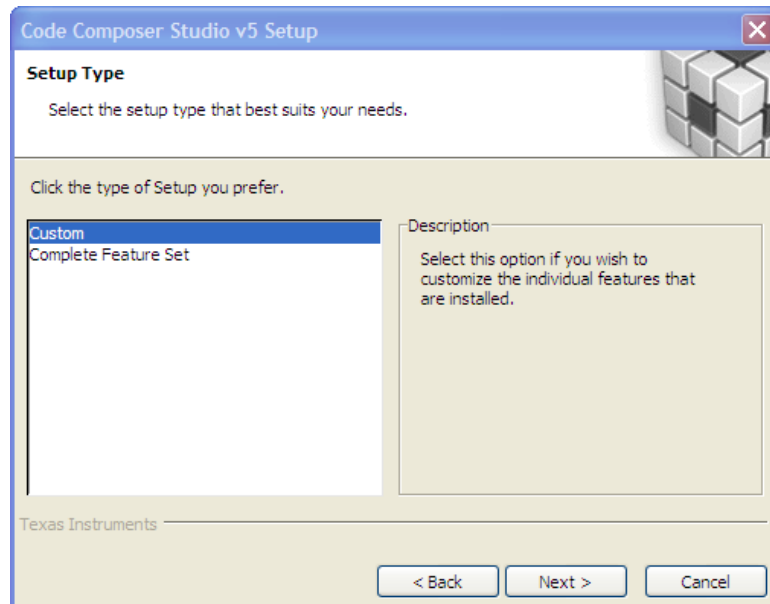 Code Composer Studio v5 Setup
Setup Type
Select the setup type that best suits your needs.
Click the type of Setup you prefer.
Custom
Complete Feature Set
Description
Select this option if you wish to
customize the individual features that
are installed.
Texas Instruments
< Back
Next >
Cancel